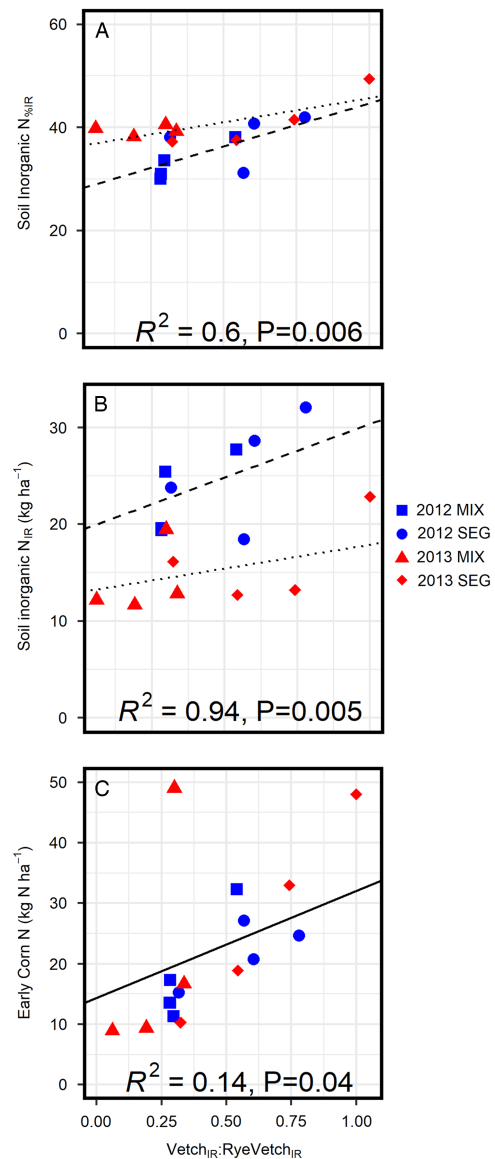 A
Soil Inorganic N%IR
60
40
20
0
R² = 0.6, P=0.006
B
Soil inorganic NIR (kg ha⁻¹)
30
20
10
0
R² = 0.94, P=0.005
2012 MIX
2012 SEG
2013 MIX
2013 SEG
C
Early Corn N (kg N ha⁻¹)
50
40
30
20
10
0
R² = 0.14, P=0.04
0.00 0.25 0.50 0.75 1.00
VetchIR:RyeVetchIR